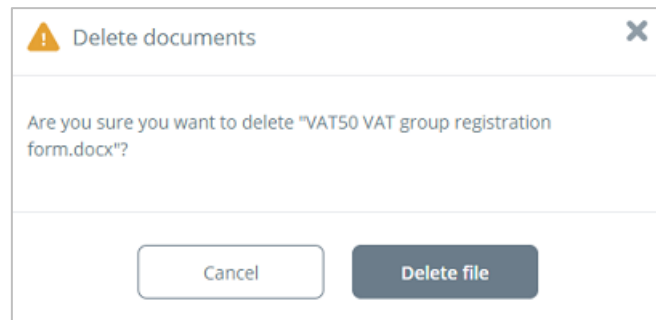 Delete documents
Are you sure you want to delete "VAT50 VAT group registration
form.docx"?
Cancel
Delete file